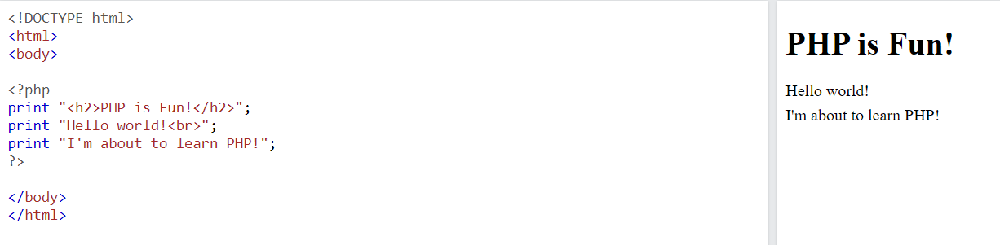 <!DOCTYPE html>
<html>
<body>
<?php
print "<h2>PHP is Fun!</h2>";
print "Hello world!<br>";
print "I'm about to learn PHP!";
?>
</body>
</html>
PHP is Fun!
Hello world!
I'm about to learn PHP!